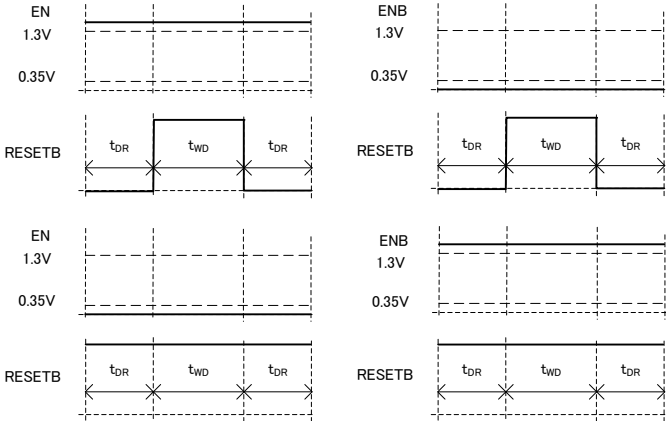 EN
1.3V
0.35V
RESETB
tDR
tWD
tDR
ENB
1.3V
0.35V
RESETB
tDR
tWD
tDR
EN
1.3V
0.35V
RESETB
tDR
tWD
tDR
ENB
1.3V
0.35V
RESETB
tDR
tWD
tDR